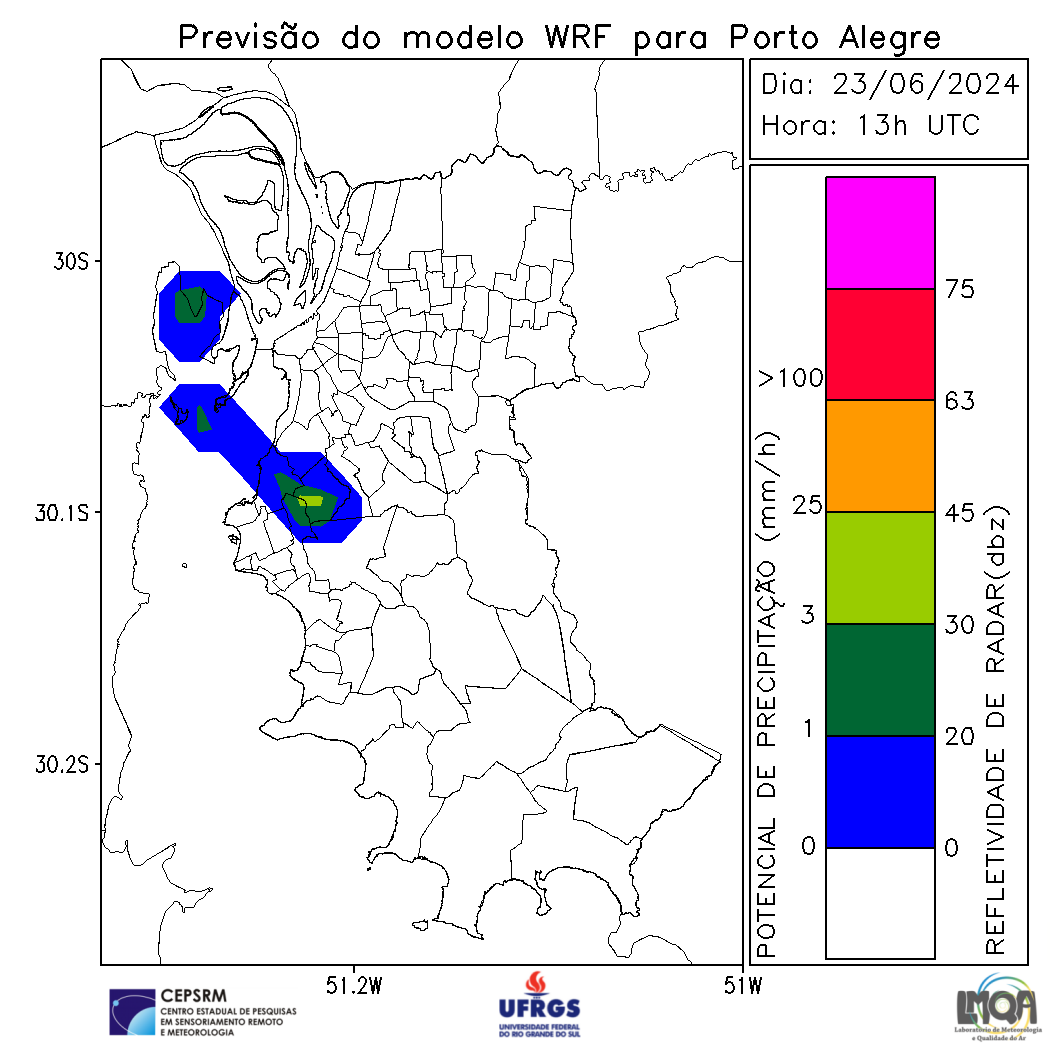 Previsão do modelo WRF para Porto Alegre
Dia: 23/06/2024
Hora: 13h UTC
30S
30.1S
30.2S
51.2W
51W
POTENCIAL DE PRECIPITAÇÃO (mm/h)
>100
25
3
1
0
75
63
45
30
20
0
REFLETIVIDADE DE RADAR(dbz)
CEPSRM
CENTRO ESTADUAL DE PESQUISAS
EM SENSORIAMENTO REMOTO
E METEOROLOGIA
UFRGS
UNIVERSIDADE FEDERAL
DO RIO GRANDE DO SUL
LMQA
Laboratório de Meteorologia
e Qualidade do Ar